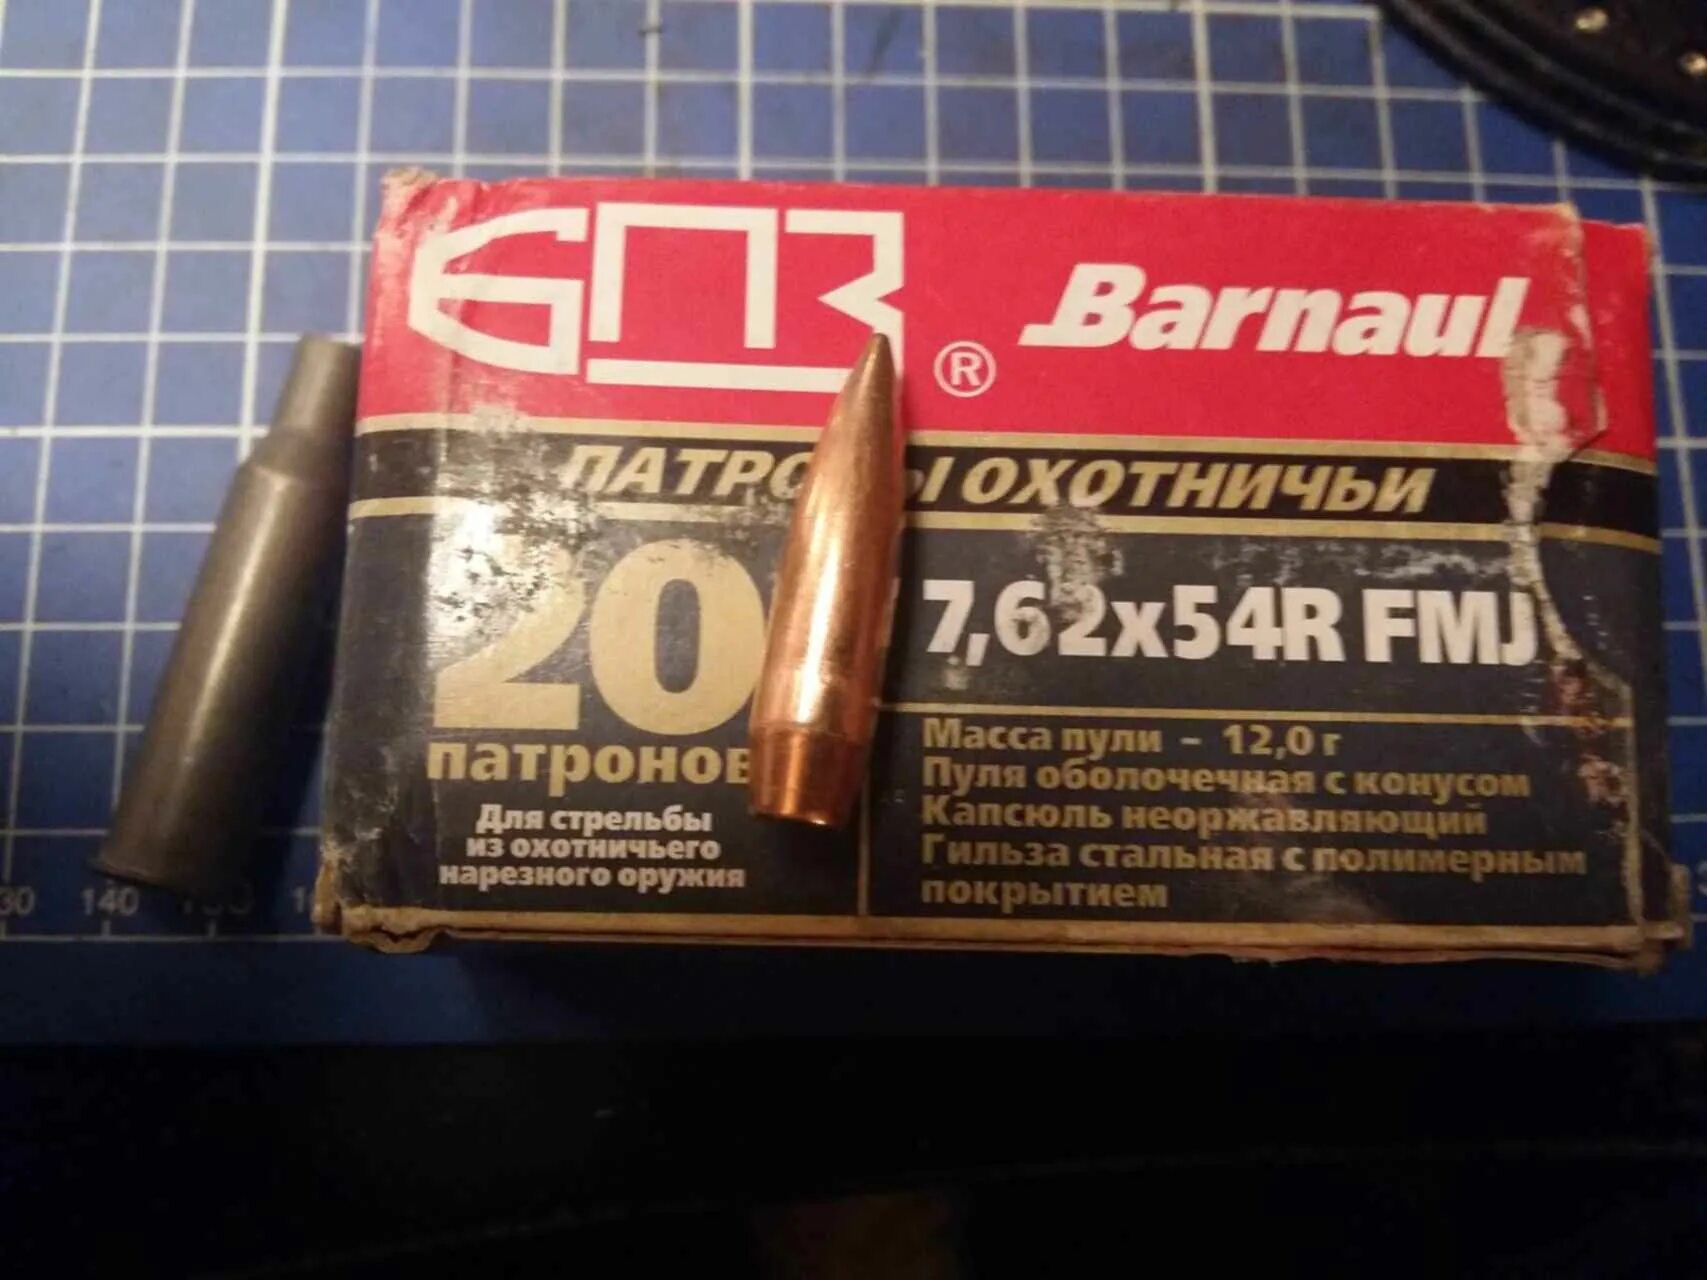 БПЗ ® Barnaul
ОХОТНИЧЬИ
20
патронов
Для стрельбы
из охотничьего
нарезного оружия
7,62x54R FMJ
Масса пули - 12,0 г
Пуля оболочечная с конусом
Капсюль неоржавляющий
Гильза стальная с полимерным
покрытием
140